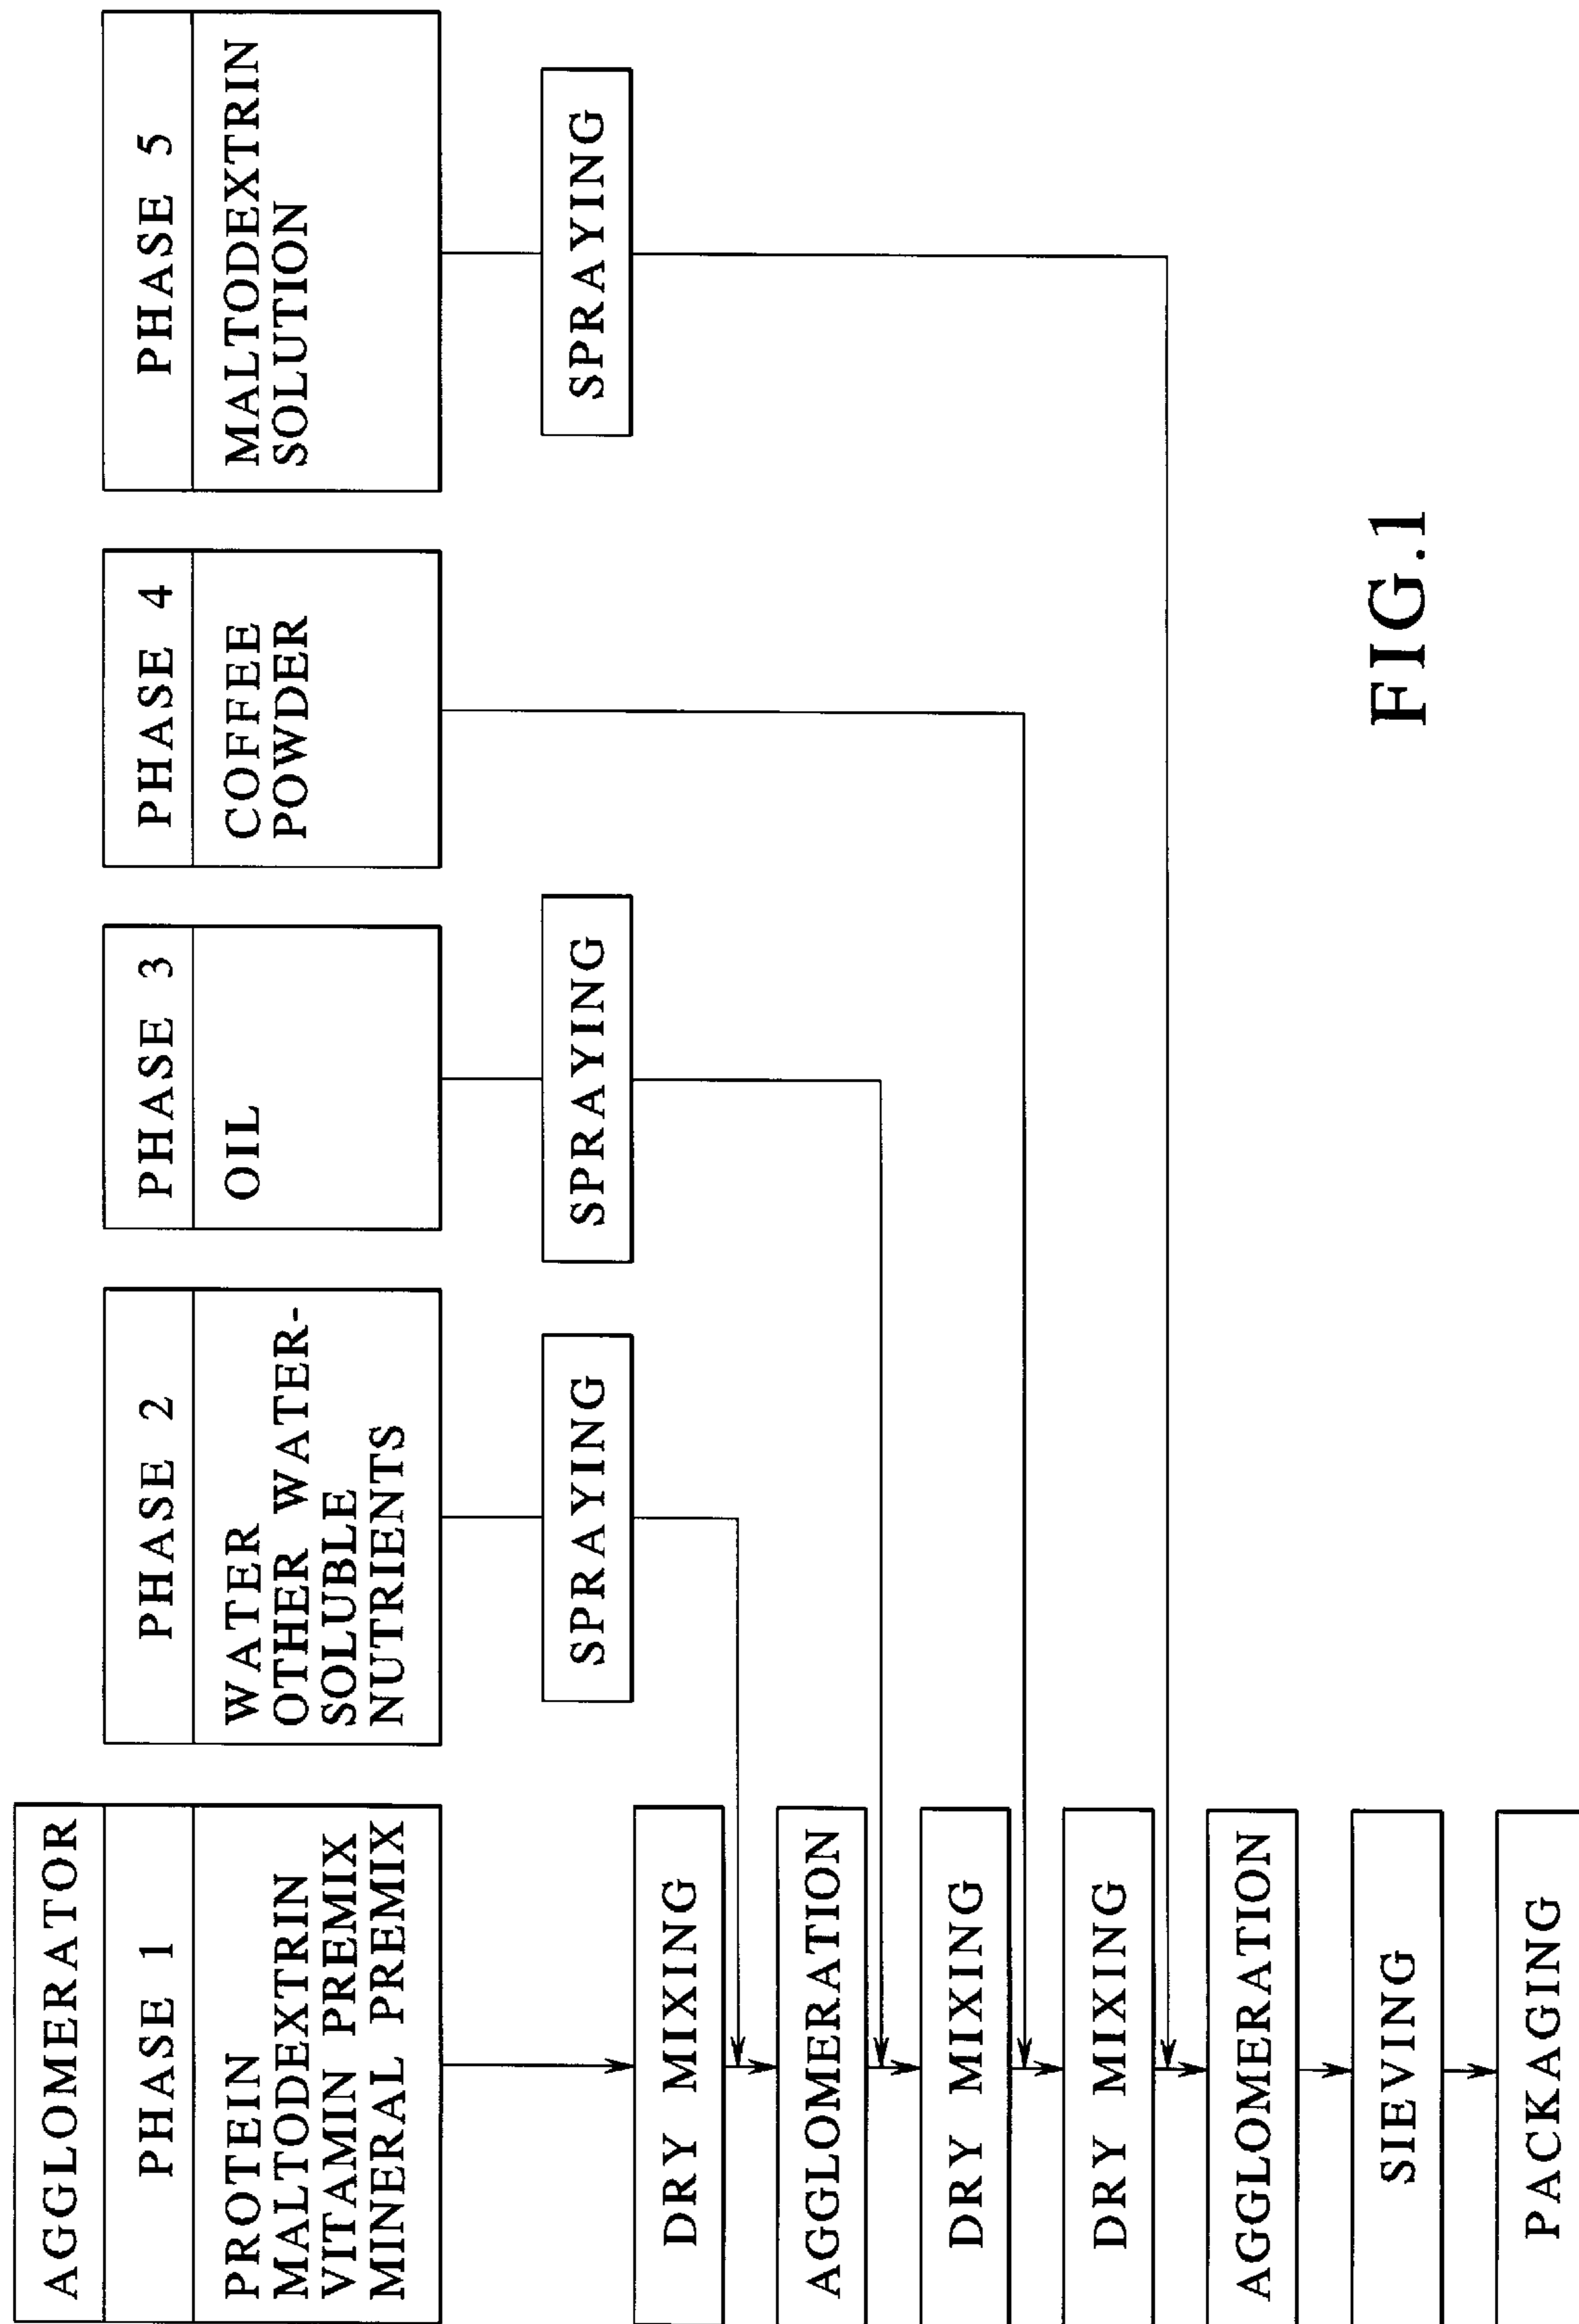 AGGLOMERATOR
PHASE 1
PROTEIN
MALTODEXTRIN
VITAMIN PREMIX
MINERAL PREMIX
PHASE 2
WATER
OTHER WATER-
SOLUBLE
NUTRIENTS
PHASE 3
OIL
PHASE 4
COFFEE
POWDER
PHASE 5
MALTODEXTRIN
SOLUTION
SPRAYING
SPRAYING
SPRAYING
DRY MIXING
AGGLOMERATION
DRY MIXING
DRY MIXING
AGGLOMERATION
SIEVING
PACKAGING
FIG.1